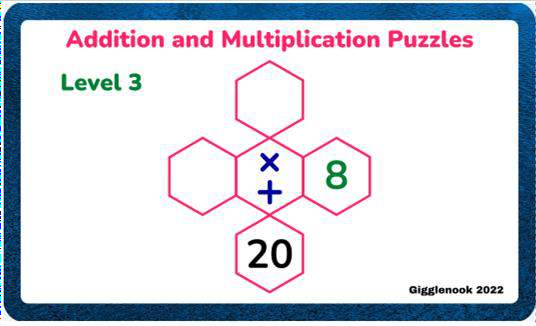 Addition and Multiplication Puzzles
Level 3
×
8
+
20
Gigglenook 2022